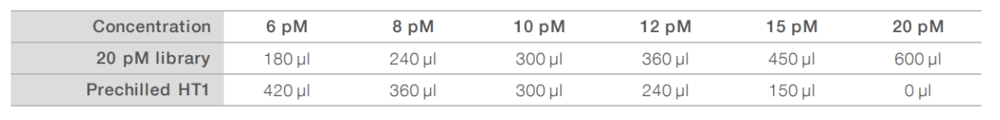 Concentration 6 pM 8 pM 10 pM 12 pM 15 pM 20 pM
20 pM library 180 µl 240 µl 300 µl 360 µl 450 µl 600 µl
Prechilled HT1 420 µl 360 µl 300 µl 240 µl 150 µl 0 µl